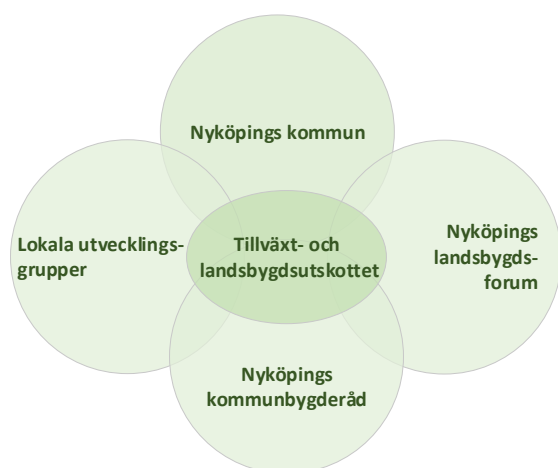 Nyköpings kommun
Lokala utvecklings-
grupper
Tillväxt- och
landsbygdsutskottet
Nyköpings
landsbygds-
forum
Nyköpings
kommunbygderåd